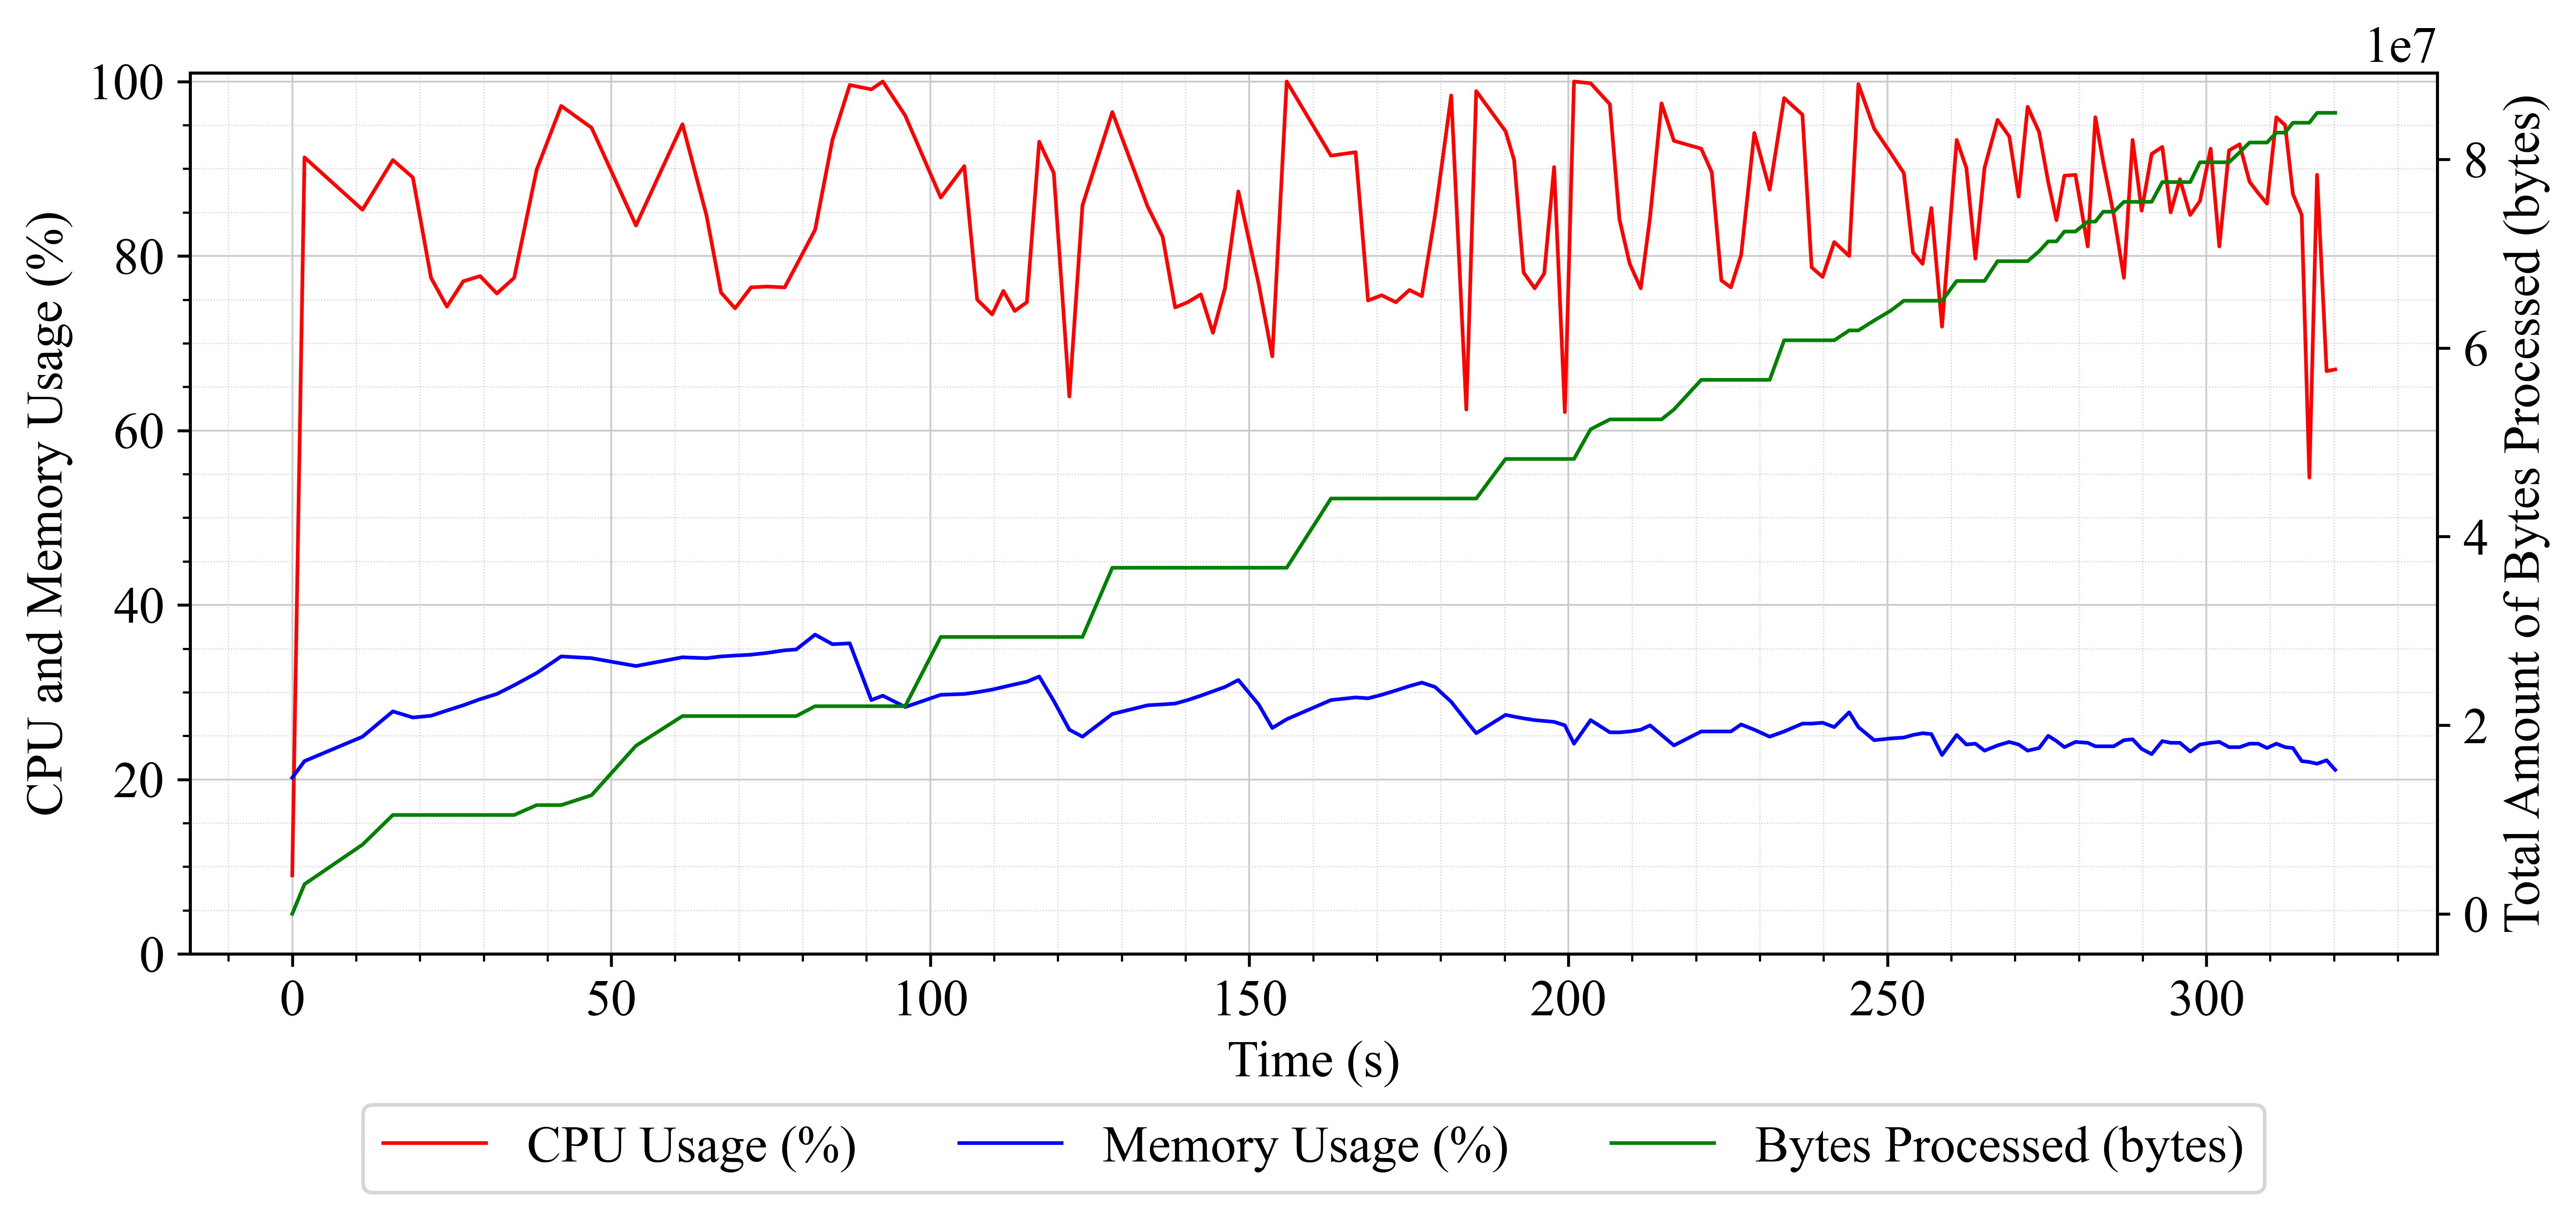 1e7
100
80
60
40
20
0
CPU and Memory Usage (%)
8
6
4
2
0
Total Amount of Bytes Processed (bytes)
0 50 100 150 200 250 300
Time (s)
CPU Usage (%) Memory Usage (%) Bytes Processed (bytes)